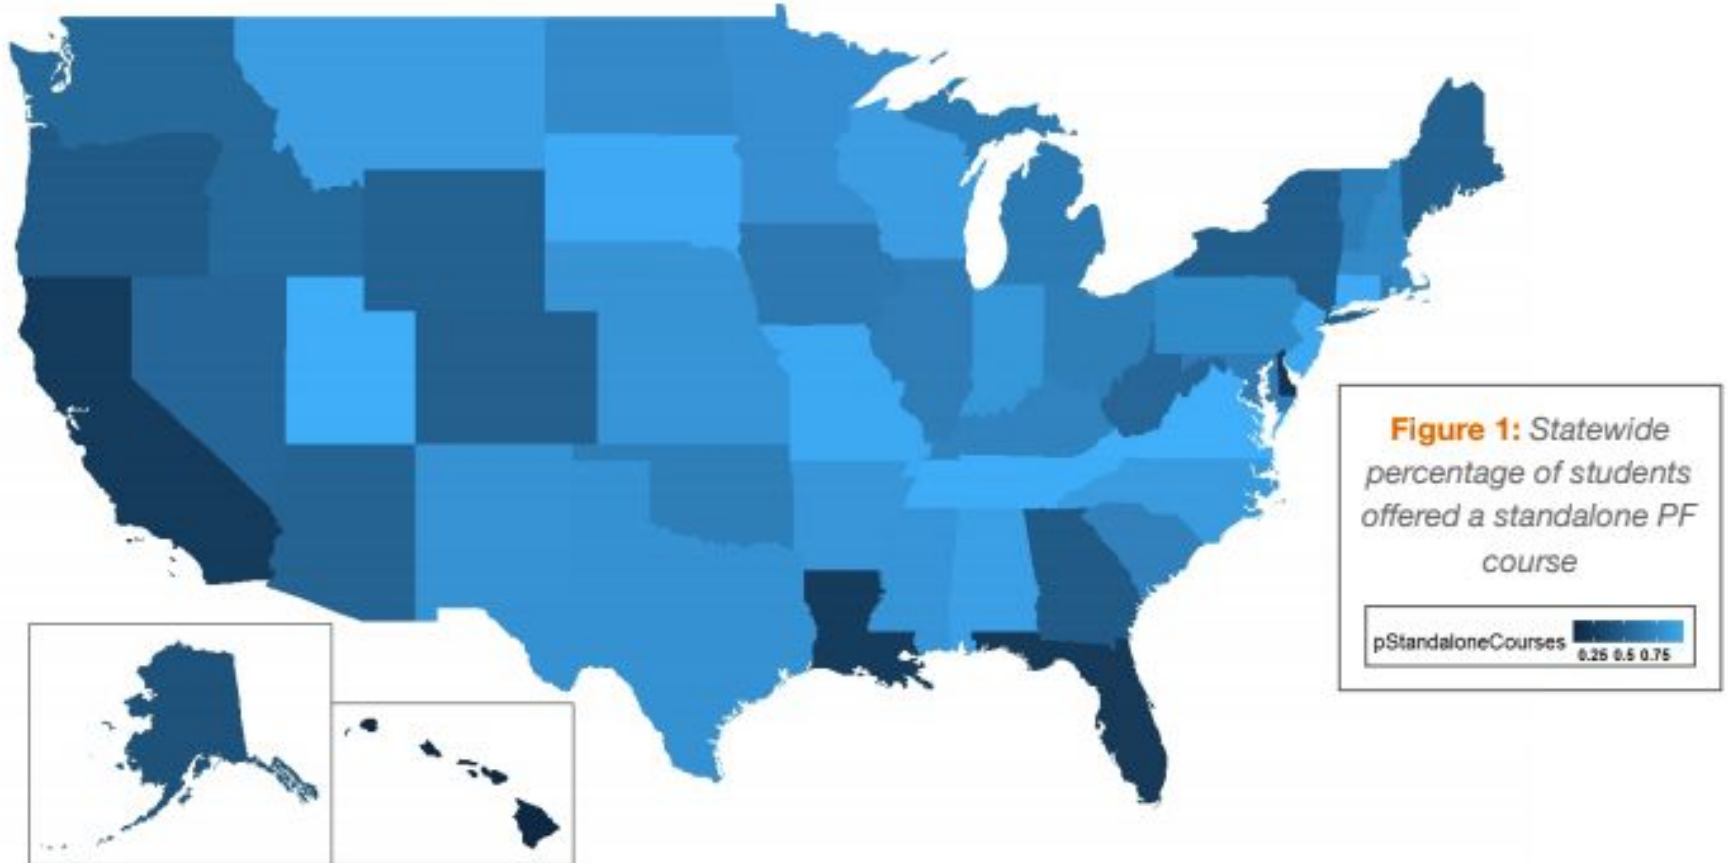 Figure 1: Statewide
percentage of students
offered a standalone PF
course
pStandaloneCourses
0.25 0.5 0.75